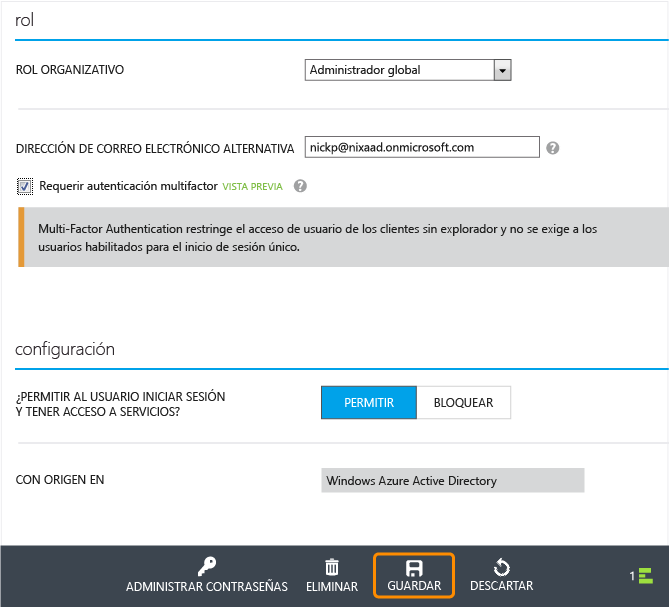 rol
ROL ORGANIZATIVO
Administrador global
DIRECCIÓN DE CORREO ELECTRÓNICO ALTERNATIVA
nickp@nixaad.onmicrosoft.com
?
Requerir autenticación multifactor VISTA PREVIA ?
Multi-Factor Authentication restringe el acceso de usuario de los clientes sin explorador y no se exige a los
usuarios habilitados para el inicio de sesión único.
configuración
¿PERMITIR AL USUARIO INICIAR SESIÓN
Y TENER ACCESO A SERVICIOS?
PERMITIR
BLOQUEAR
CON ORIGEN EN
Windows Azure Active Directory
ADMINISTRAR CONTRASEÑAS
ELIMINAR
GUARDAR
DESCARTAR
1